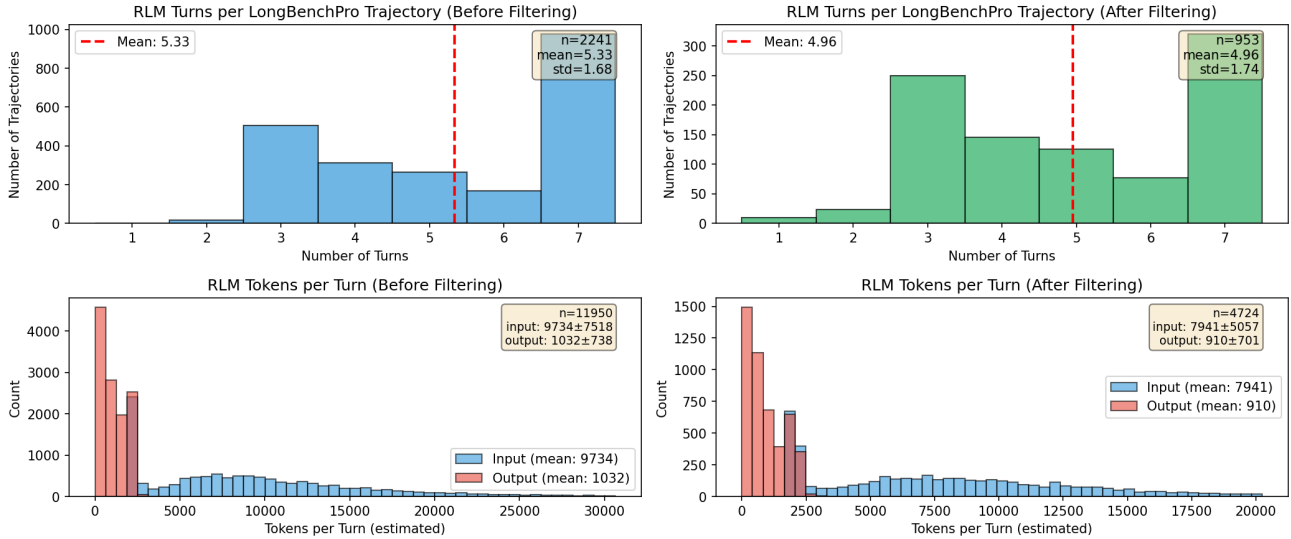 RLM Turns per LongBenchPro Trajectory (Before Filtering)
Number of Trajectories
1000
800
600
400
200
0
Mean: 5.33
n=2241
mean=5.33
std=1.68
1 2 3 4 5 6 7
Number of Turns
RLM Turns per LongBenchPro Trajectory (After Filtering)
Number of Trajectories
300
250
200
150
100
50
0
Mean: 4.96
n=953
mean=4.96
std=1.74
1 2 3 4 5 6 7
Number of Turns
RLM Tokens per Turn (Before Filtering)
Count
4000
3000
2000
1000
0
n=11950
input: 9734±7518
output: 1032±738
Input (mean: 9734)
Output (mean: 1032)
0 5000 10000 15000 20000 25000 30000
Tokens per Turn (estimated)
RLM Tokens per Turn (After Filtering)
Count
1500
1250
1000
750
500
250
0
n=4724
input: 7941±5057
output: 910±701
Input (mean: 7941)
Output (mean: 910)
0 2500 5000 7500 10000 12500 15000 17500 20000
Tokens per Turn (estimated)